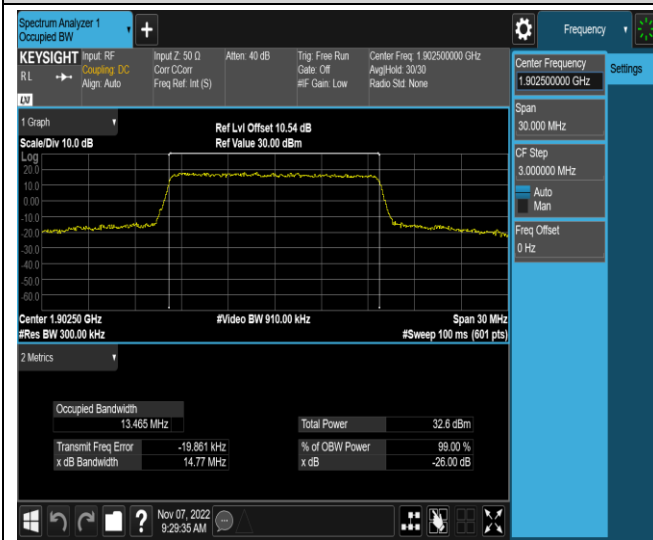 Spectrum Analyzer 1
Occupied BW
+
Frequency
KEYSIGHT
RL
LXI
Input: RF
Coupling: DC
Align: Auto
Input Z: 50 Ω
Corr CCorr
Freq Ref: Int (S)
Atten: 40 dB
Trig: Free Run
Gate: Off
#IF Gain: Low
Center Freq: 1.902500000 GHz
Avg|Hold: 30/30
Radio Std: None
Center Frequency
1.902500000 GHz
Settings
Span
30.000 MHz
CF Step
3.000000 MHz
Auto
Man
Freq Offset
0 Hz
1 Graph
Scale/Div 10.0 dB
Ref Lvl Offset 10.54 dB
Ref Value 30.00 dBm
Log
20.0
10.0
0.00
-10.0
-20.0
-30.0
-40.0
-50.0
-60.0
Center 1.90250 GHz
#Res BW 300.00 kHz
#Video BW 910.00 kHz
Span 30 MHz
#Sweep 100 ms (601 pts)
2 Metrics
Occupied Bandwidth
13.465 MHz
Total Power 32.6 dBm
Transmit Freq Error -19.861 kHz
% of OBW Power 99.00 %
x dB Bandwidth 14.77 MHz
x dB -26.00 dB
?
Nov 07, 2022
9:29:35 AM